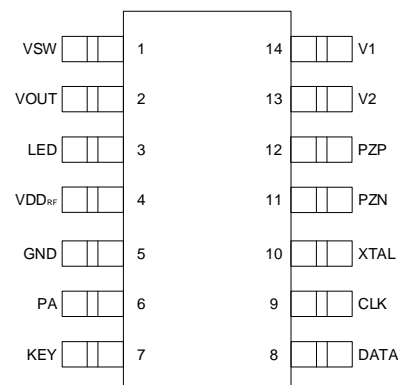 VSW 1 14 V1
VOUT 2 13 V2
LED 3 12 PZP
VDDRF 4 11 PZN
GND 5 10 XTAL
PA 6 9 CLK
KEY 7 8 DATA